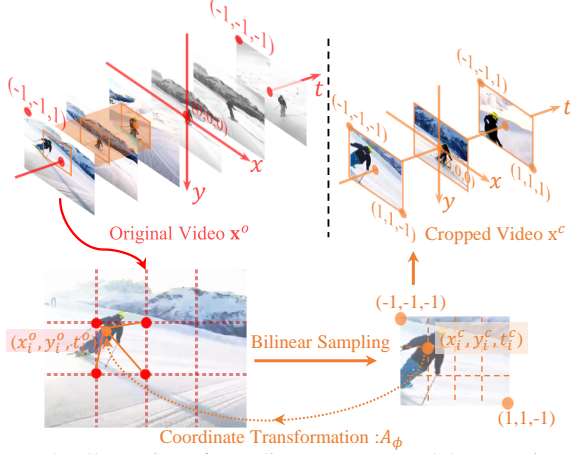 (-1,-1,-1)
(-1,-1,1)
(0,0,0)
t
x
y
Original Video x^o
(-1,-1,1)
(-1,-1,-1)
t
(0,0,0)
x
y
(1,1,1)
(1,1,-1)
Cropped Video x^c
(x_i^o, y_i^o, t_i^o)
Bilinear Sampling
(-1,-1,-1)
(x_i^c, y_i^c, t_i^c)
(1,1,-1)
Coordinate Transformation :A_ϕ